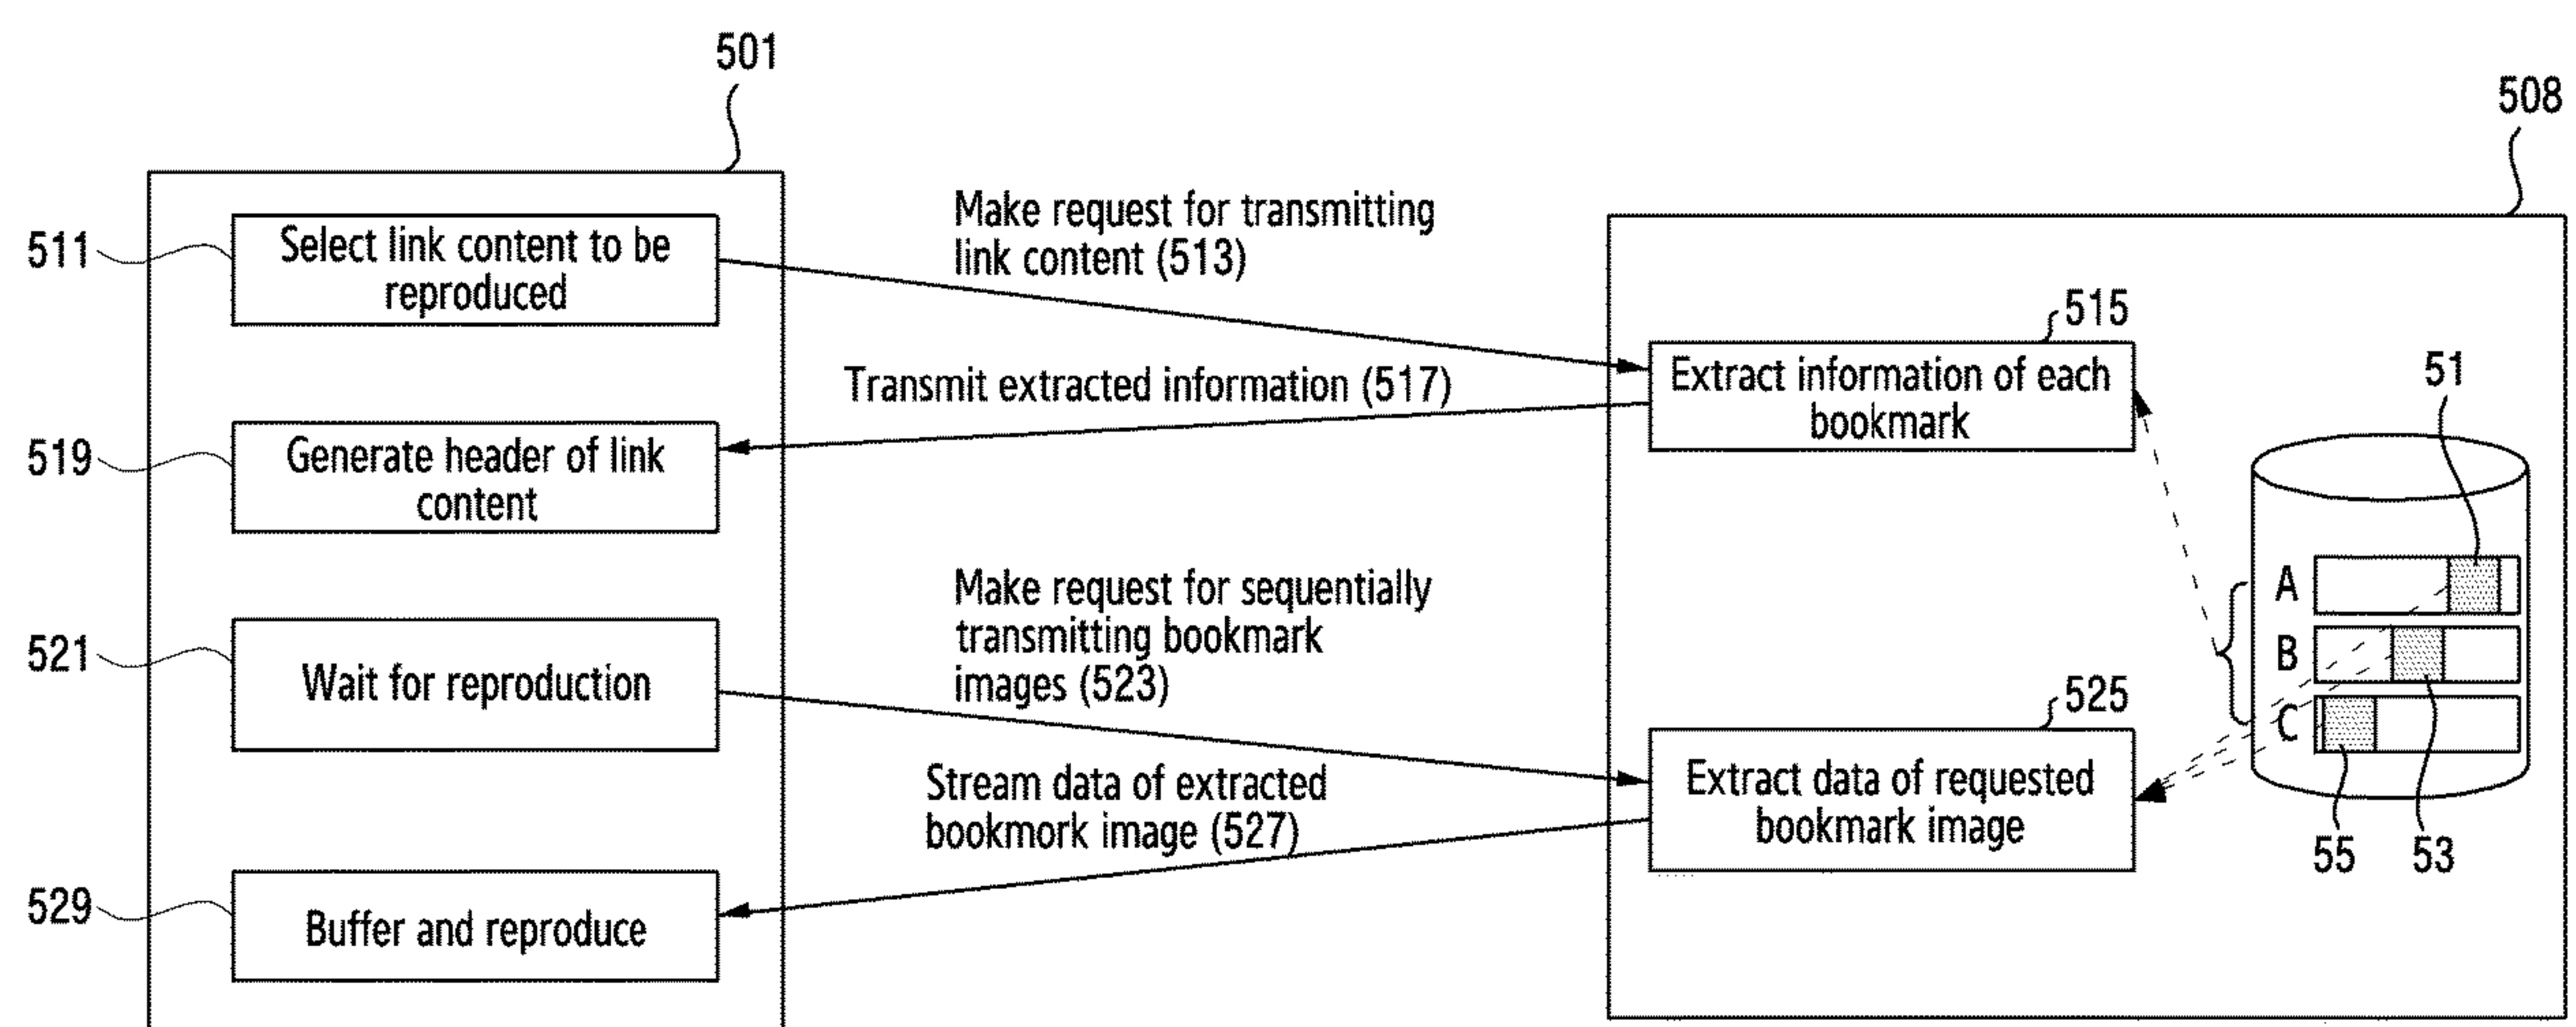 501
508
511
Select link content to be
reproduced
Make request for transmitting
link content (513)
515
Extract information of each
bookmark
Transmit extracted information (517)
51
519
Generate header of link
content
A
B
C
521
Wait for reproduction
Make request for sequentially
transmitting bookmark
images (523)
525
Extract data of requested
bookmark image
Stream data of extracted
bookmork image (527)
55
53
529
Buffer and reproduce